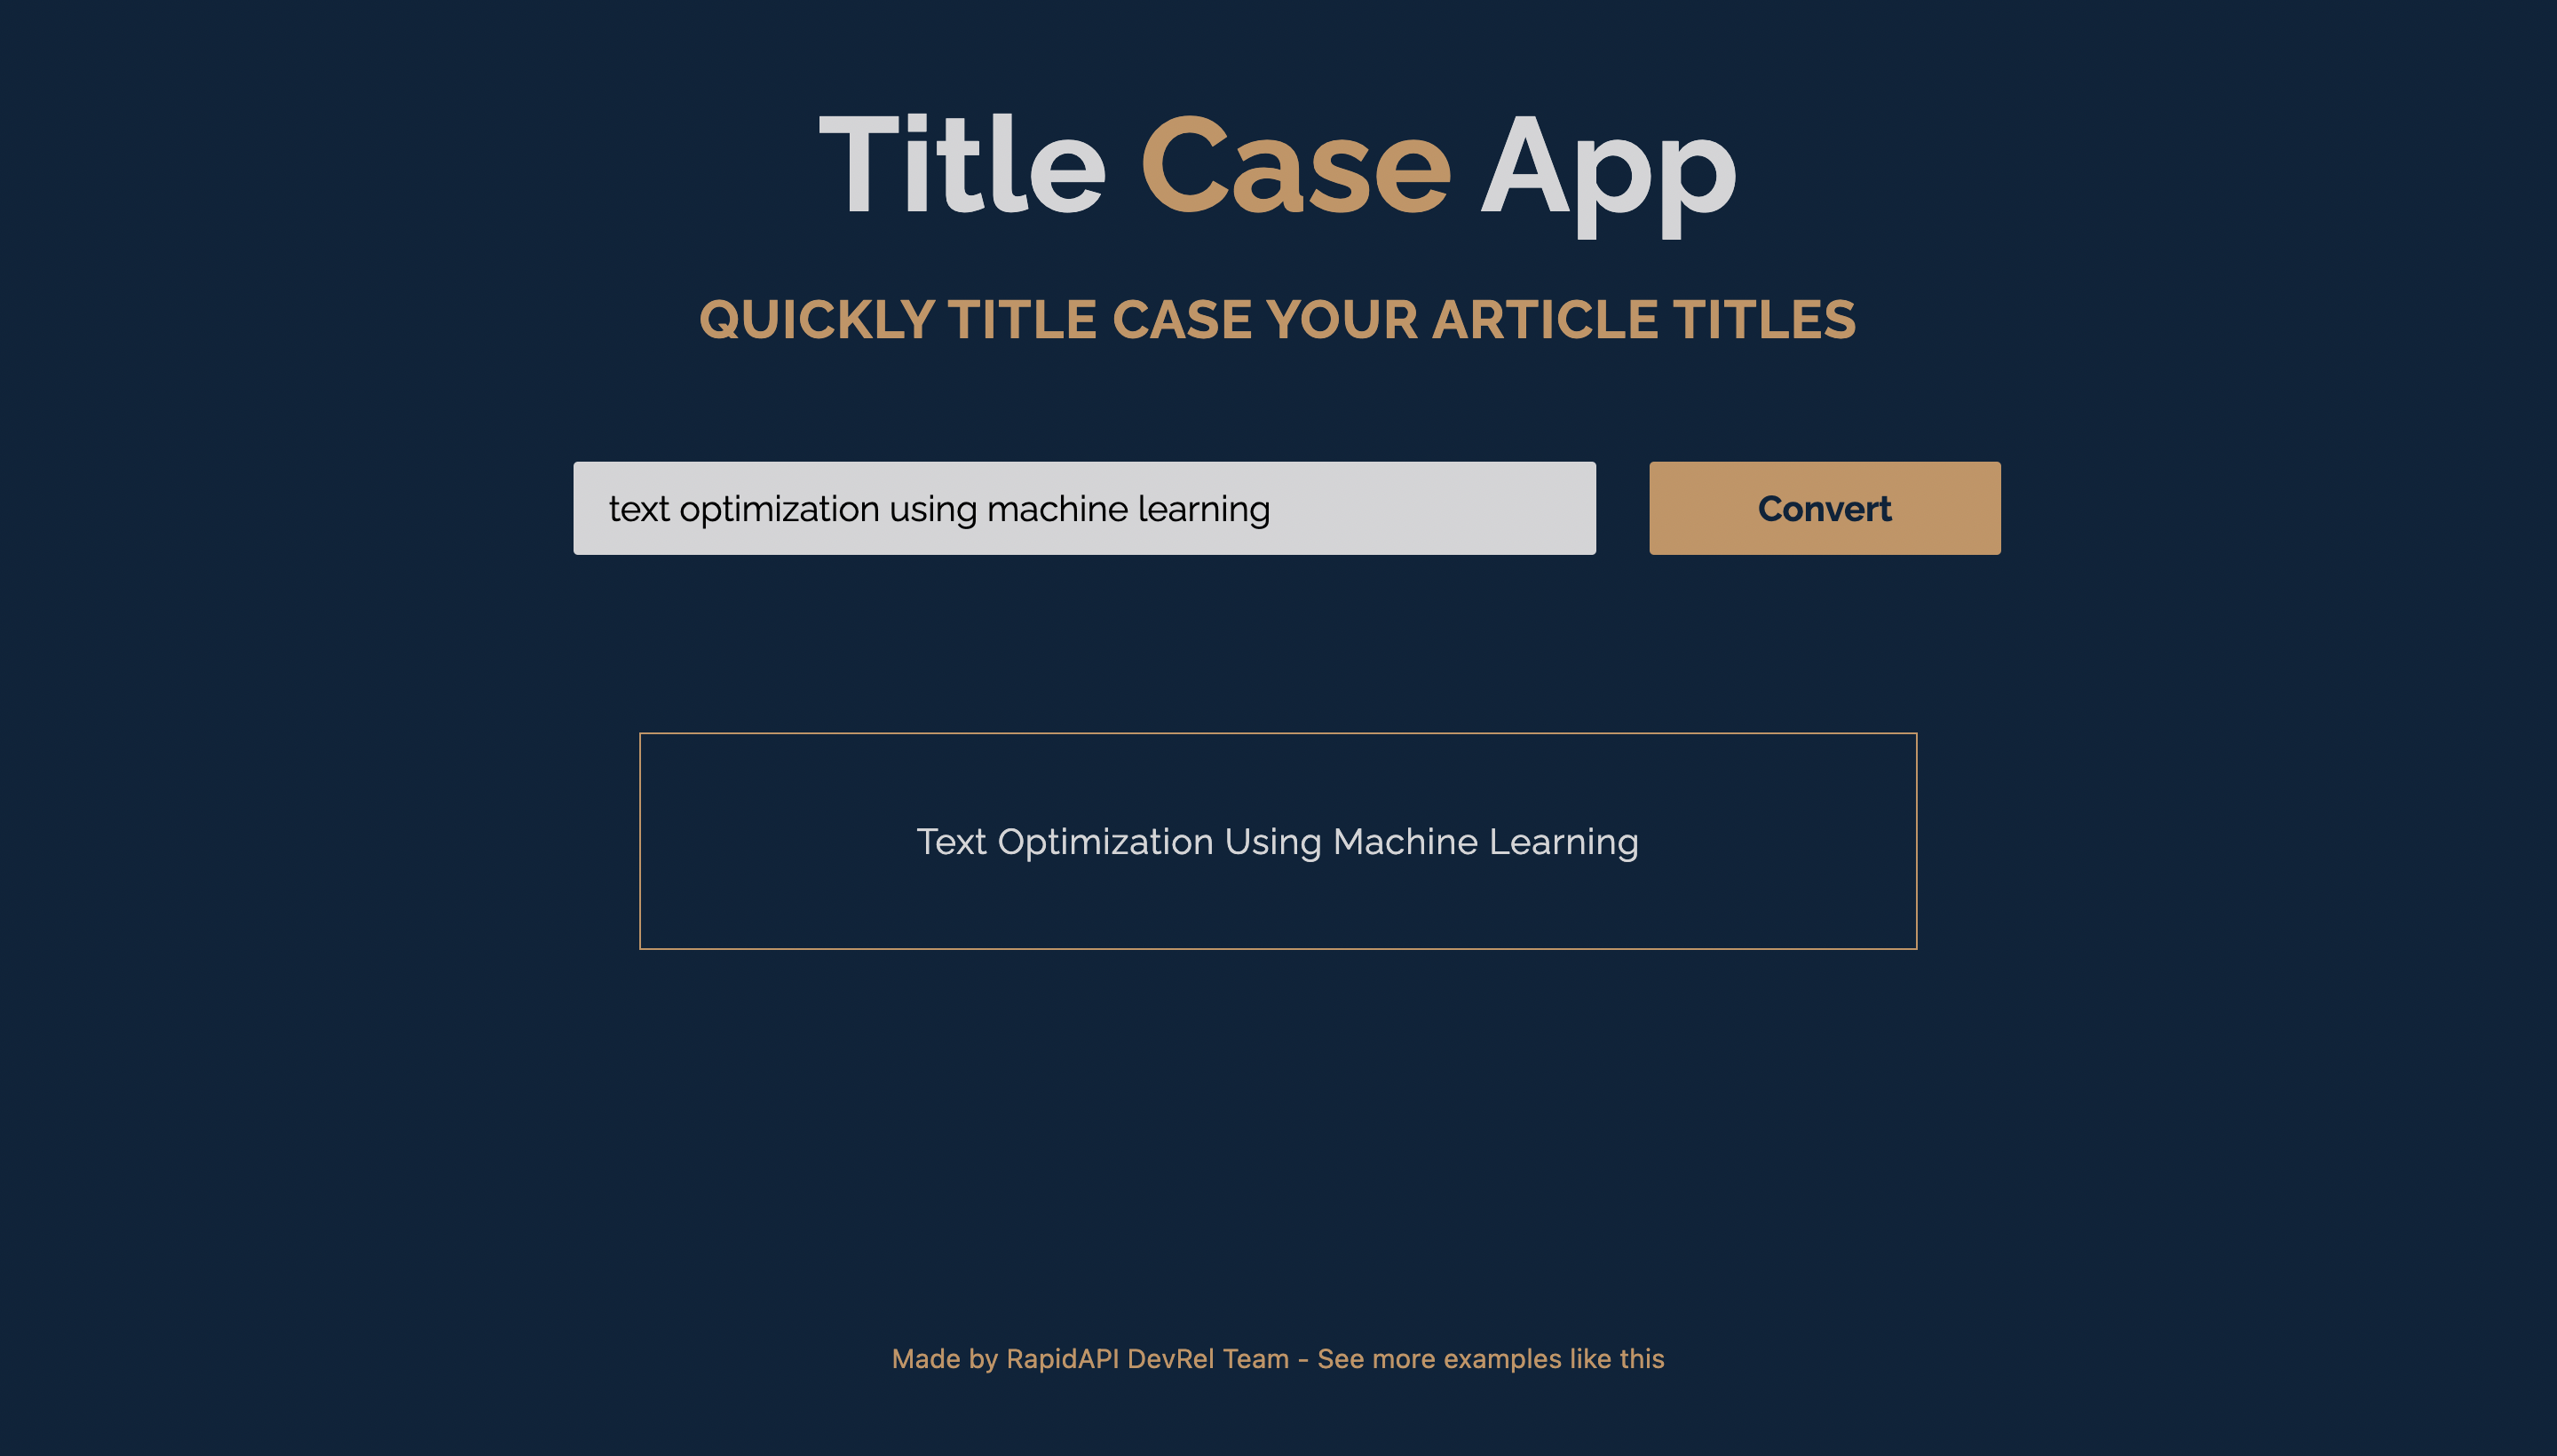 Title Case App
QUICKLY TITLE CASE YOUR ARTICLE TITLES
text optimization using machine learning
Convert
Text Optimization Using Machine Learning
Made by RapidAPI DevRel Team - See more examples like this